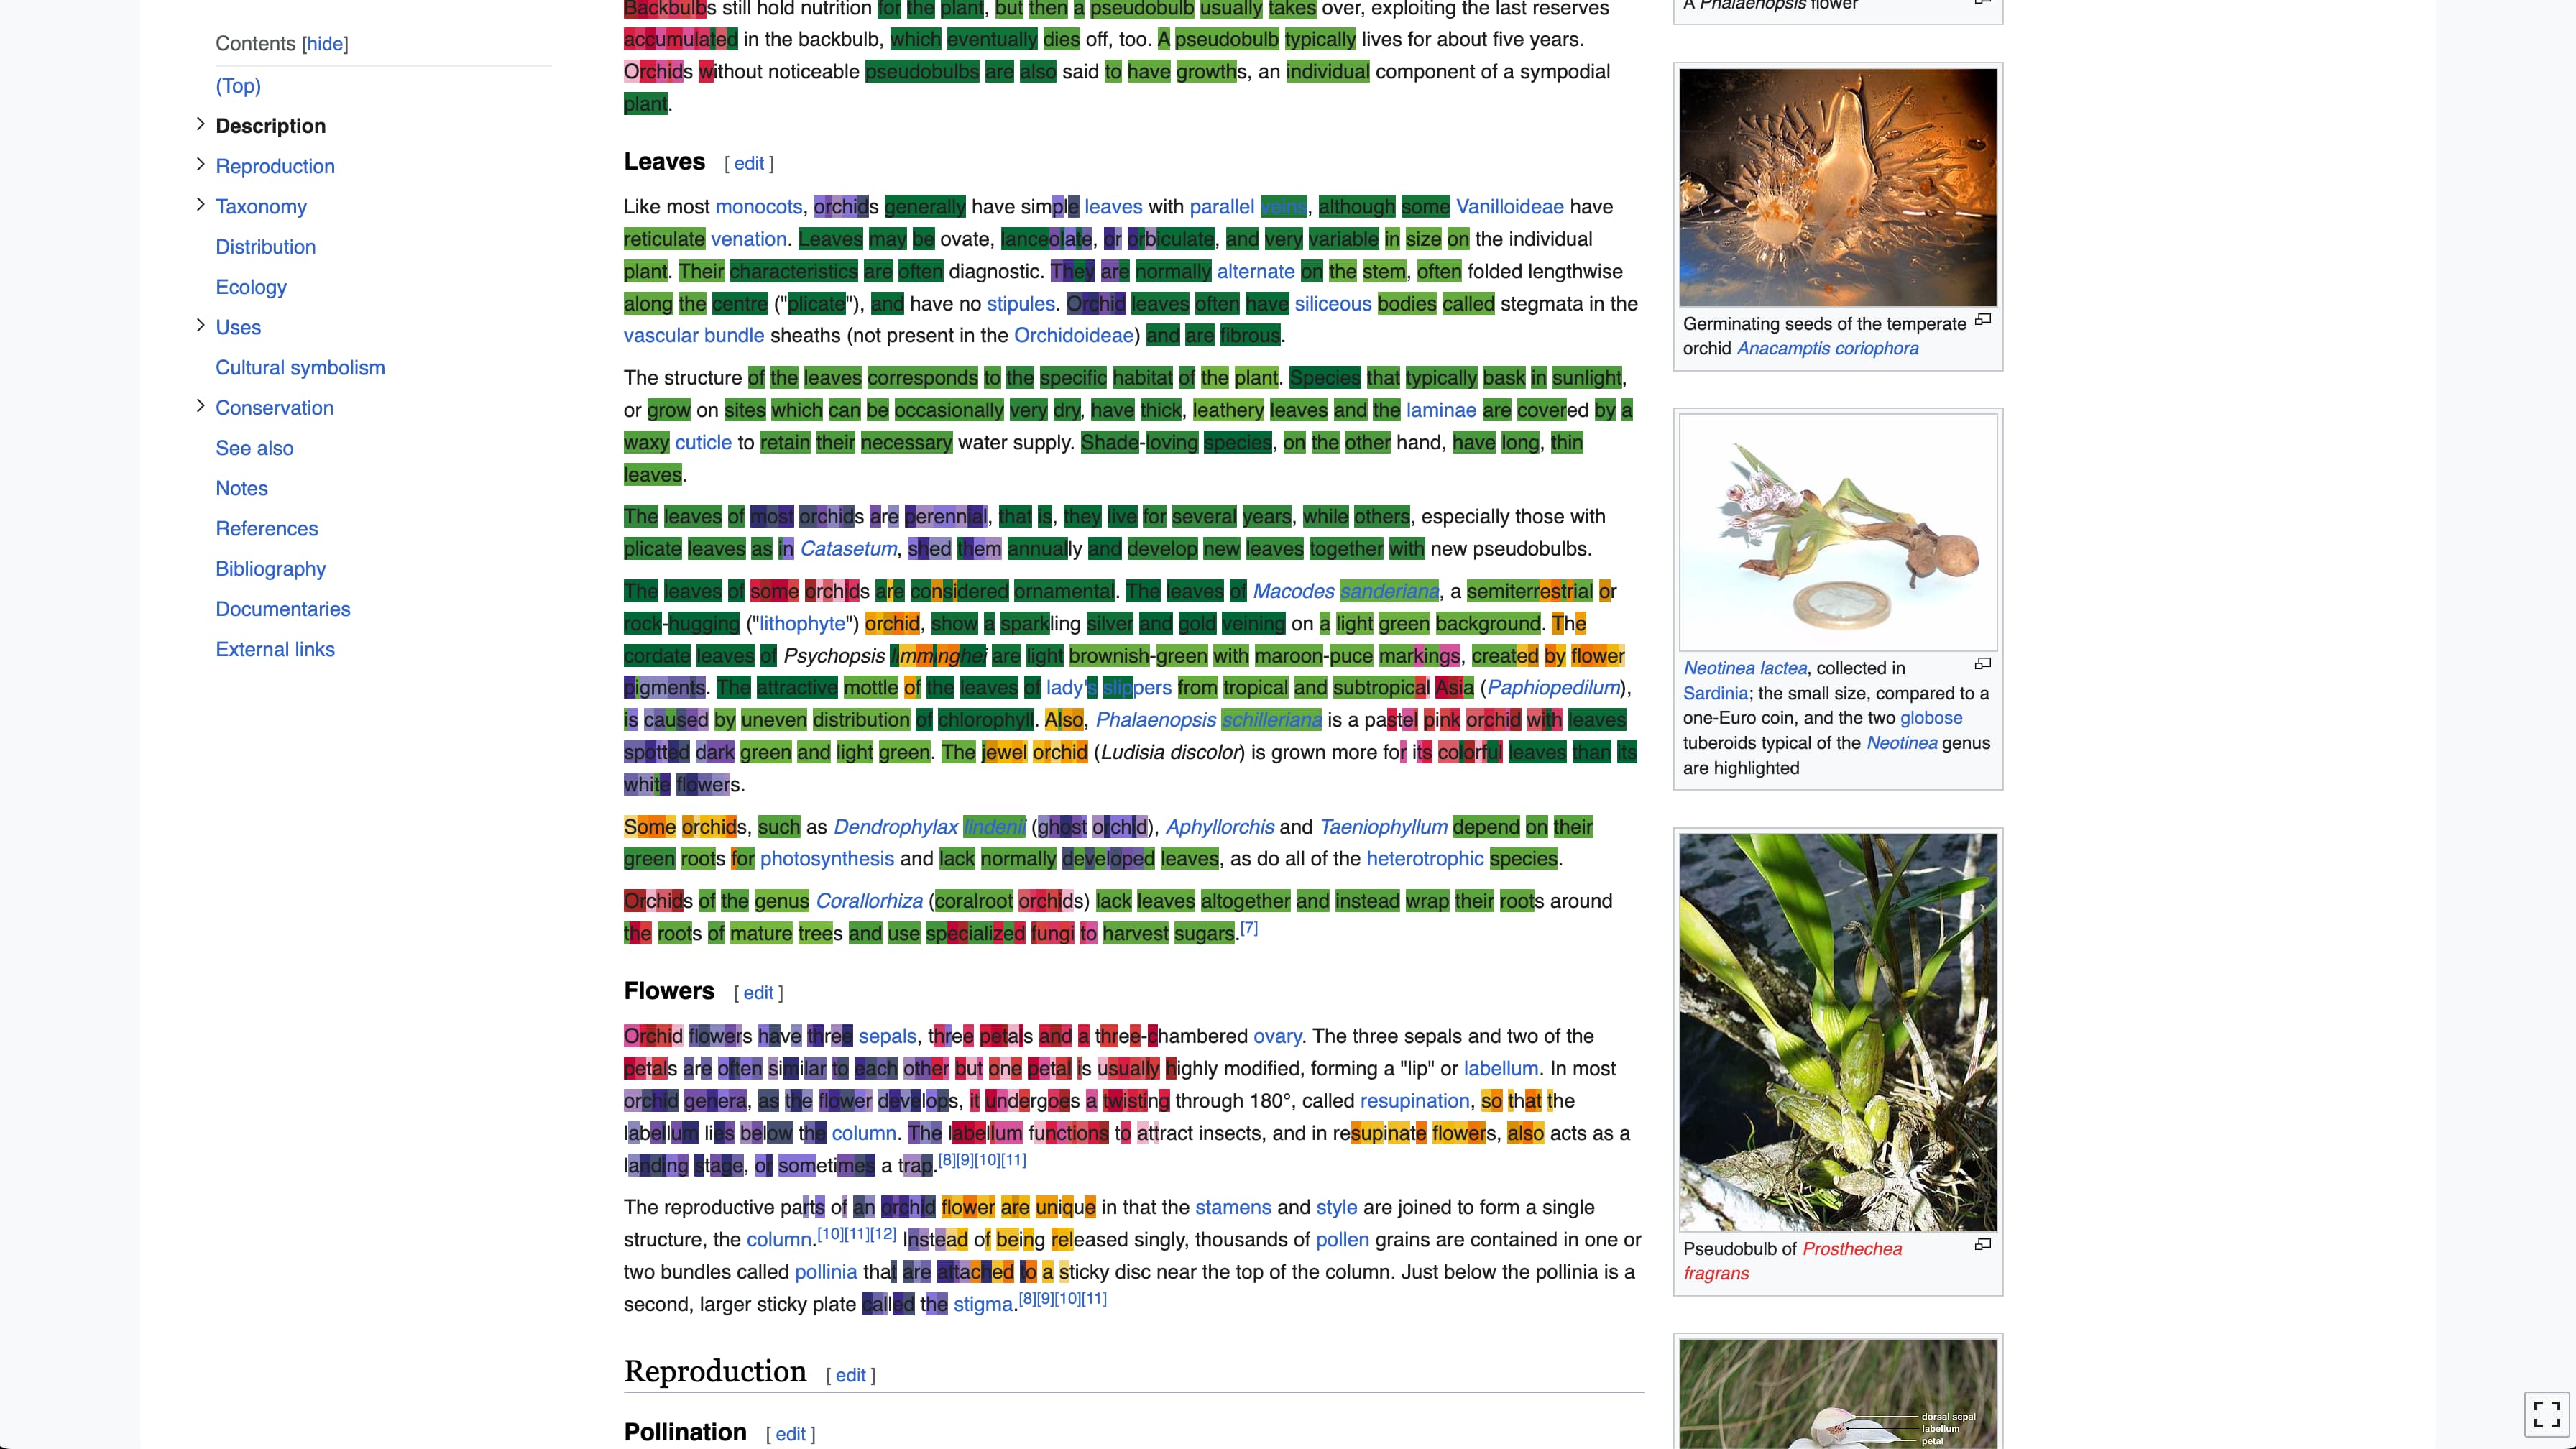 Contents [hide]
(Top)
Description
Reproduction
Taxonomy
Distribution
Ecology
Uses
Cultural symbolism
Conservation
See also
Notes
References
Bibliography
Documentaries
External links
Backbulbs still hold nutrition for the plant, but then a pseudobulb usually takes over, exploiting the last reserves
accumulated in the backbulb, which eventually dies off, too. A pseudobulb typically lives for about five years.
Orchids without noticeable pseudobulbs are also said to have growths, an individual component of a sympodial
plant.
Leaves [ edit ]
Like most monocots, orchids generally have simple leaves with parallel veins, although some Vanilloideae have
reticulate venation. Leaves may be ovate, lanceolate, or orbiculate, and very variable in size on the individual
plant. Their characteristics are often diagnostic. They are normally alternate on the stem, often folded lengthwise
along the centre ("plicate"), and have no stipules. Orchid leaves often have siliceous bodies called stegmata in the
vascular bundle sheaths (not present in the Orchidoideae) and are fibrous.
The structure of the leaves corresponds to the specific habitat of the plant. Species that typically bask in sunlight,
or grow on sites which can be occasionally very dry, have thick, leathery leaves and the laminae are covered by a
waxy cuticle to retain their necessary water supply. Shade-loving species, on the other hand, have long, thin
leaves.
The leaves of most orchids are perennial, that is, they live for several years, while others, especially those with
plicate leaves as in Catasetum, shed them annually and develop new leaves together with new pseudobulbs.
The leaves of some orchids are considered ornamental. The leaves of Macodes sanderiana, a semiterrestrial or
rock-hugging ("lithophyte") orchid, show a sparkling silver and gold veining on a light green background. The
cordate leaves of Psychopsis limminghei are light brownish-green with maroon-puce markings, created by flower
pigments. The attractive mottle of the leaves of lady's slippers from tropical and subtropical Asia (Paphiopedilum),
is caused by uneven distribution of chlorophyll. Also, Phalaenopsis schilleriana is a pastel pink orchid with leaves
spotted dark green and light green. The jewel orchid (Ludisia discolor) is grown more for its colorful leaves than its
white flowers.
Some orchids, such as Dendrophylax lindenii (ghost orchid), Aphyllorchis and Taeniophyllum depend on their
green roots for photosynthesis and lack normally developed leaves, as do all of the heterotrophic species.
Orchids of the genus Corallorhiza (coralroot orchids) lack leaves altogether and instead wrap their roots around
the roots of mature trees and use specialized fungi to harvest sugars.[7]
Flowers [ edit ]
Orchid flowers have three sepals, three petals and a three-chambered ovary. The three sepals and two of the
petals are often similar to each other but one petal is usually highly modified, forming a "lip" or labellum. In most
orchid genera, as the flower develops, it undergoes a twisting through 180°, called resupination, so that the
labellum lies below the column. The labellum functions to attract insects, and in resupinate flowers, also acts as a
landing stage, or sometimes a trap.[8][9][10][11]
The reproductive parts of an orchid flower are unique in that the stamens and style are joined to form a single
structure, the column.[10][11][12] Instead of being released singly, thousands of pollen grains are contained in one or
two bundles called pollinia that are attached to a sticky disc near the top of the column. Just below the pollinia is a
second, larger sticky plate called the stigma.[8][9][10][11]
Reproduction [ edit ]
Pollination [ edit ]
A Phalaenopsis flower
Germinating seeds of the temperate
orchid Anacamptis coriophora
Neotinea lactea, collected in
Sardinia; the small size, compared to a
one-Euro coin, and the two globose
tuberoids typical of the Neotinea genus
are highlighted
Pseudobulb of Prosthechea
fragrans
dorsal sepal
labellum
petal